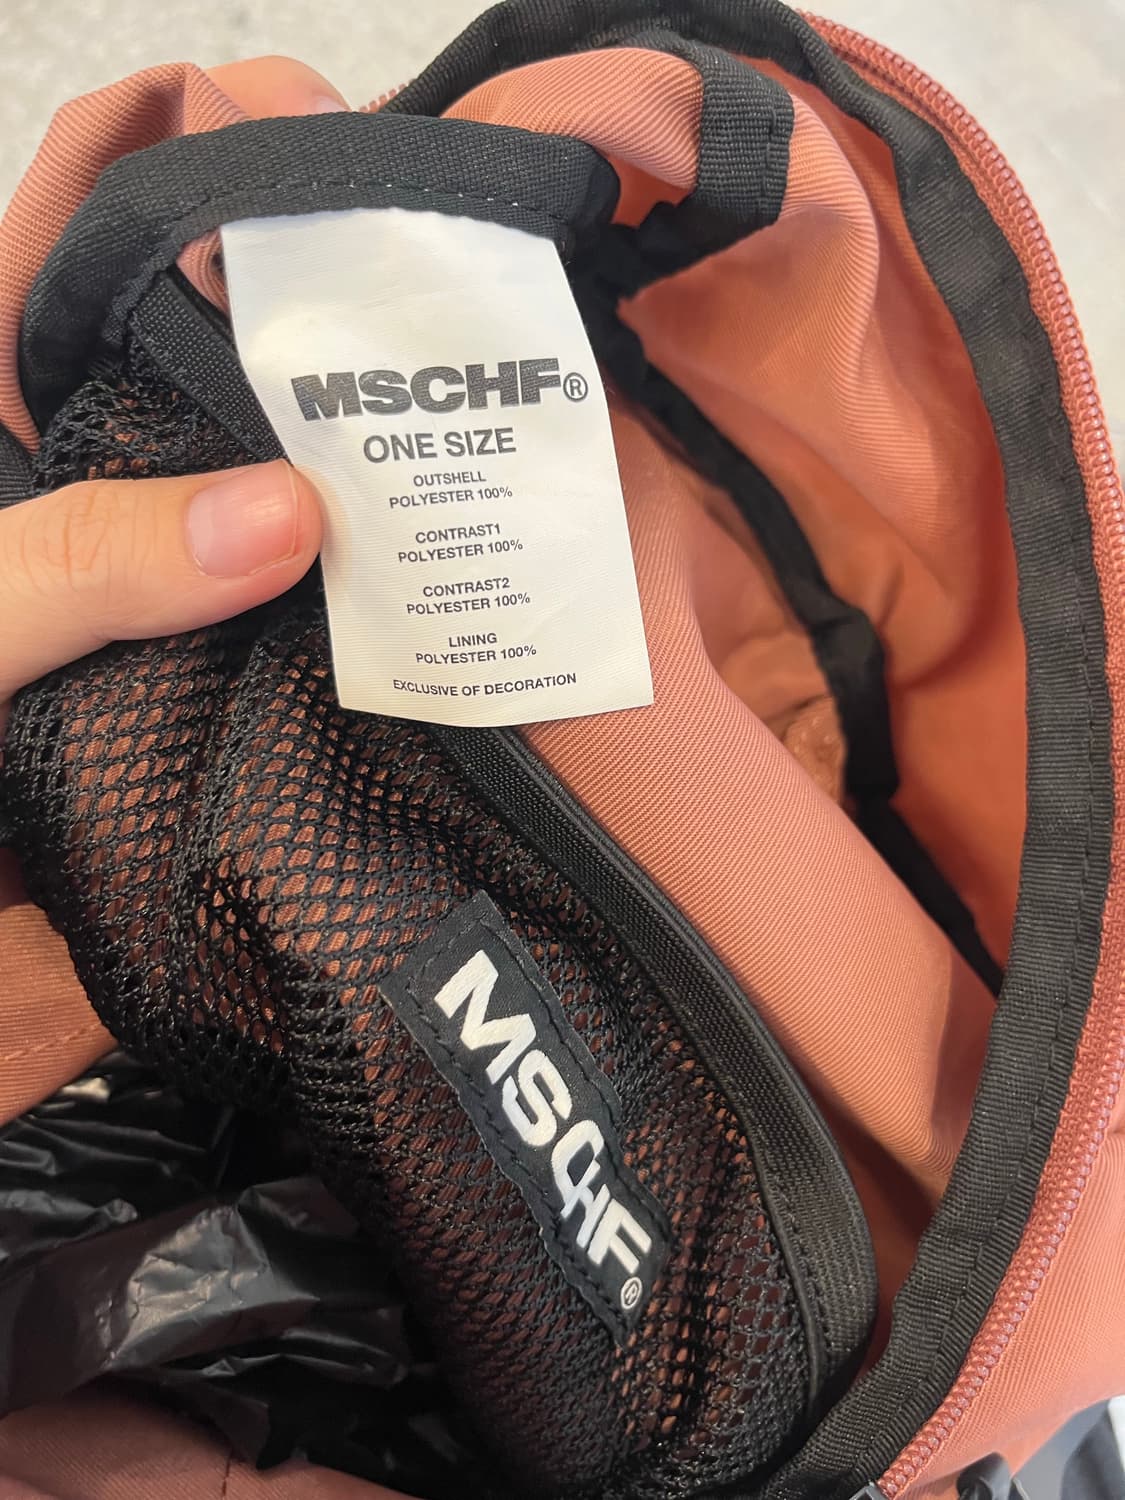 MSCHF®
ONE SIZE
OUTSHELL
POLYESTER 100%
CONTRAST1
POLYESTER 100%
CONTRAST2
POLYESTER 100%
LINING
POLYESTER 100%
EXCLUSIVE OF DECORATION
MSCHF®